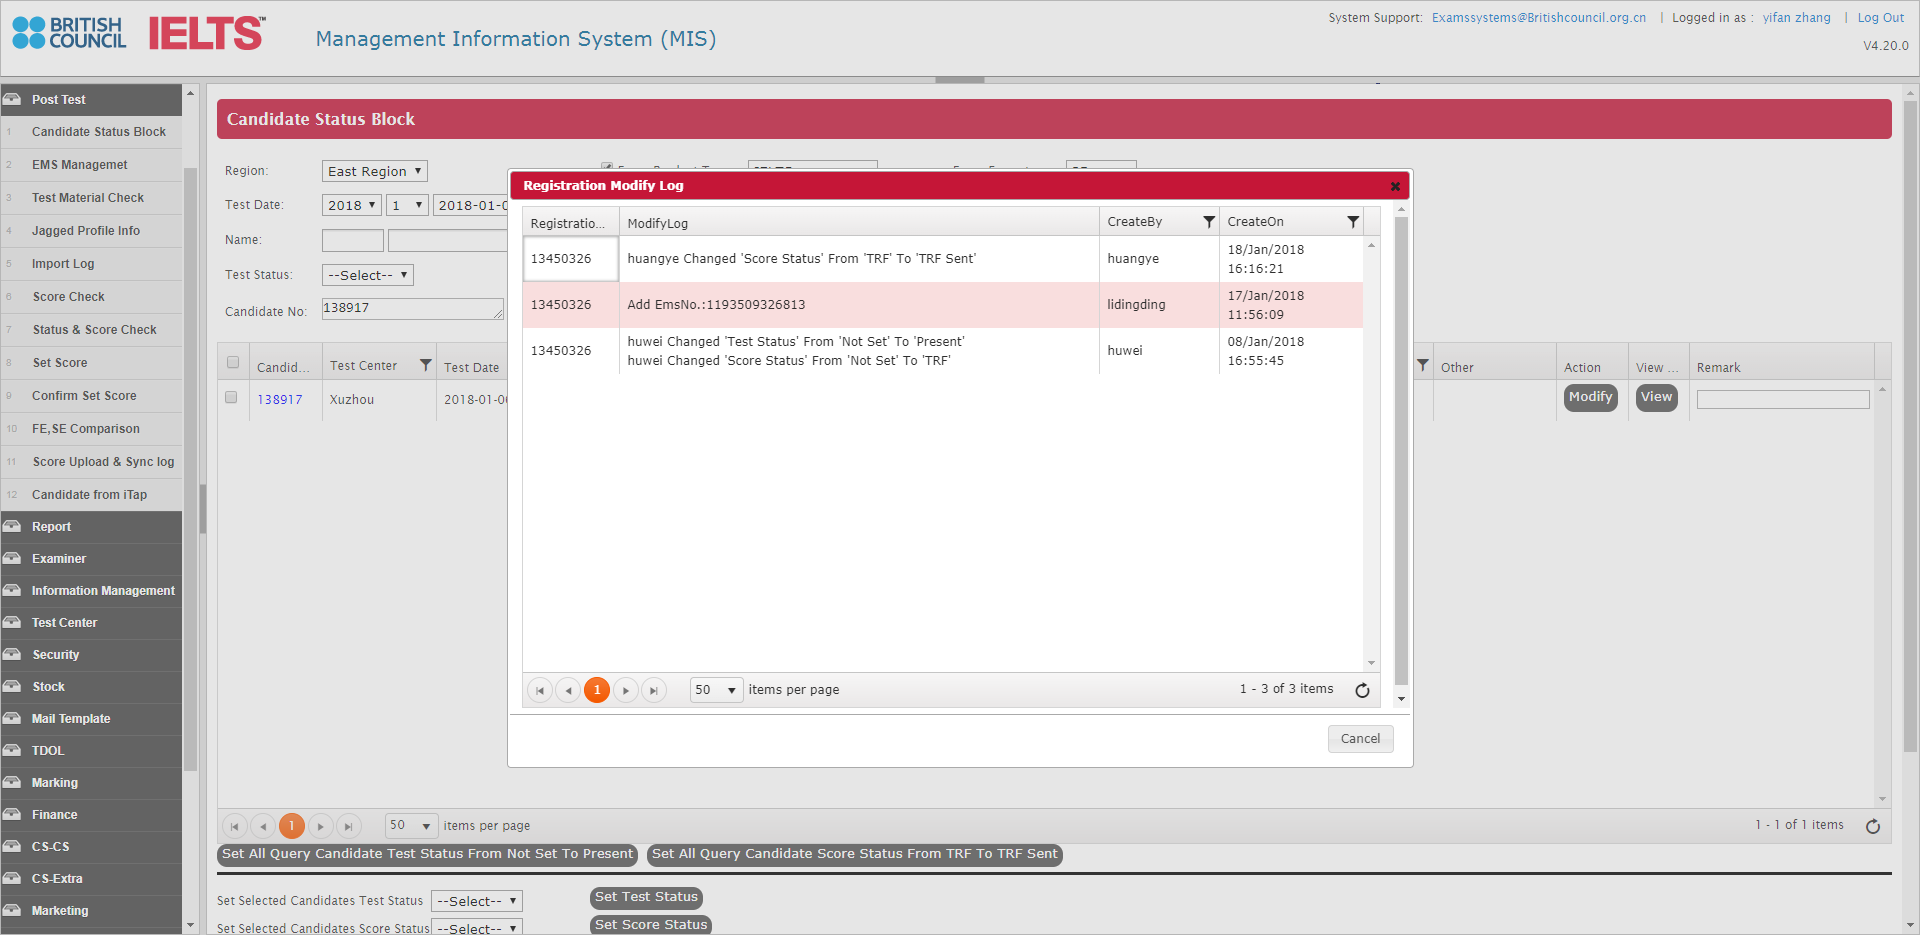 BRITISH COUNCIL
IELTS™
Management Information System (MIS)
System Support: Examssystems@Britishcouncil.org.cn | Logged in as : yifan zhang | Log Out
V4.20.0
Post Test
1 Candidate Status Block
2 EMS Managemet
3 Test Material Check
4 Jagged Profile Info
5 Import Log
6 Score Check
7 Status & Score Check
8 Set Score
9 Confirm Set Score
10 FE,SE Comparison
11 Score Upload & Sync log
12 Candidate from iTap
Report
Examiner
Information Management
Test Center
Security
Stock
Mail Template
TDOL
Marking
Finance
CS-CS
CS-Extra
Marketing
Candidate Status Block
Region: East Region
Test Date: 2018 1 2018-01-0
Name:
Test Status: --Select--
Candidate No: 138917
Candid... Test Center Test Date Other Action View ... Remark
138917 Xuzhou 2018-01-0 Modify View
Registration Modify Log
Registratio... ModifyLog CreateBy CreateOn
13450326 huangye Changed 'Score Status' From 'TRF' To 'TRF Sent' huangye 18/Jan/2018
16:16:21
13450326 Add EmsNo.:1193509326813 lidingding 17/Jan/2018
11:56:09
13450326 huwei Changed 'Test Status' From 'Not Set' To 'Present'
huwei Changed 'Score Status' From 'Not Set' To 'TRF' huwei 08/Jan/2018
16:55:45
1 50 items per page 1 - 3 of 3 items
Cancel
1 50 items per page 1 - 1 of 1 items
Set All Query Candidate Test Status From Not Set To Present Set All Query Candidate Score Status From TRF To TRF Sent
Set Selected Candidates Test Status --Select-- Set Test Status
Set Selected Candidates Score Status --Select-- Set Score Status